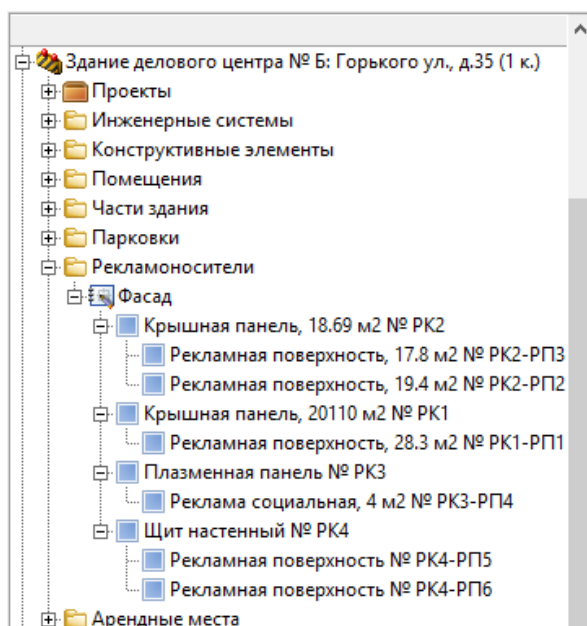 Здание делового центра № Б: Горького ул., д.35 (1 к.)
Проекты
Инженерные системы
Конструктивные элементы
Помещения
Части здания
Парковки
Рекламоносители
Фасад
Крышная панель, 18.69 м2 № РК2
Рекламная поверхность, 17.8 м2 № РК2-РП3
Рекламная поверхность, 19.4 м2 № РК2-РП2
Крышная панель, 20110 м2 № РК1
Рекламная поверхность, 28.3 м2 № РК1-РП1
Плазменная панель № РК3
Реклама социальная, 4 м2 № РК3-РП4
Щит настенный № РК4
Рекламная поверхность № РК4-РП5
Рекламная поверхность № РК4-РП6
Арендные места